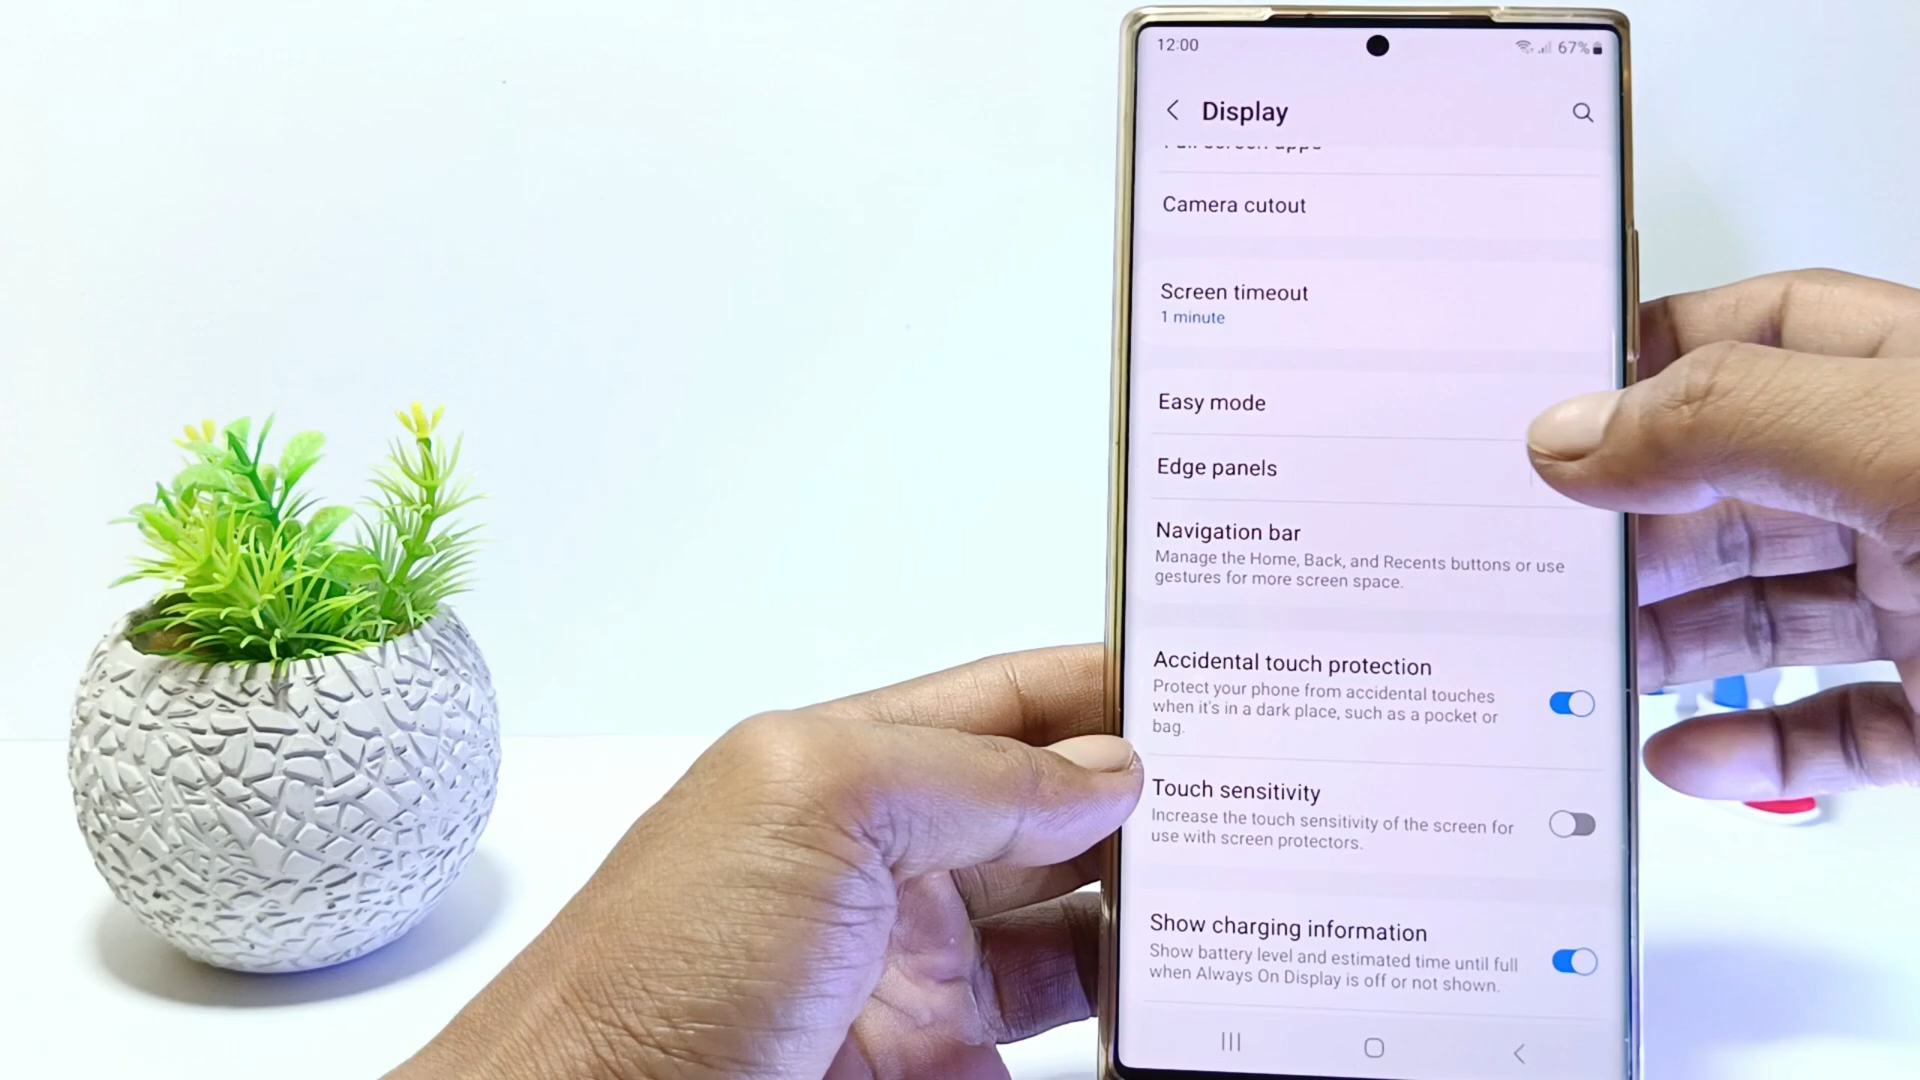 12:00
67%
Display
Camera cutout
Screen timeout
1 minute
Easy mode
Edge panels
Navigation bar
Manage the Home, Back, and Recents buttons or use
gestures for more screen space.
Accidental touch protection
Protect your phone from accidental touches
when it's in a dark place, such as a pocket or
bag.
Touch sensitivity
Increase the touch sensitivity of the screen for
use with screen protectors.
Show charging information
Show battery level and estimated time until full
when Always On Display is off or not shown.